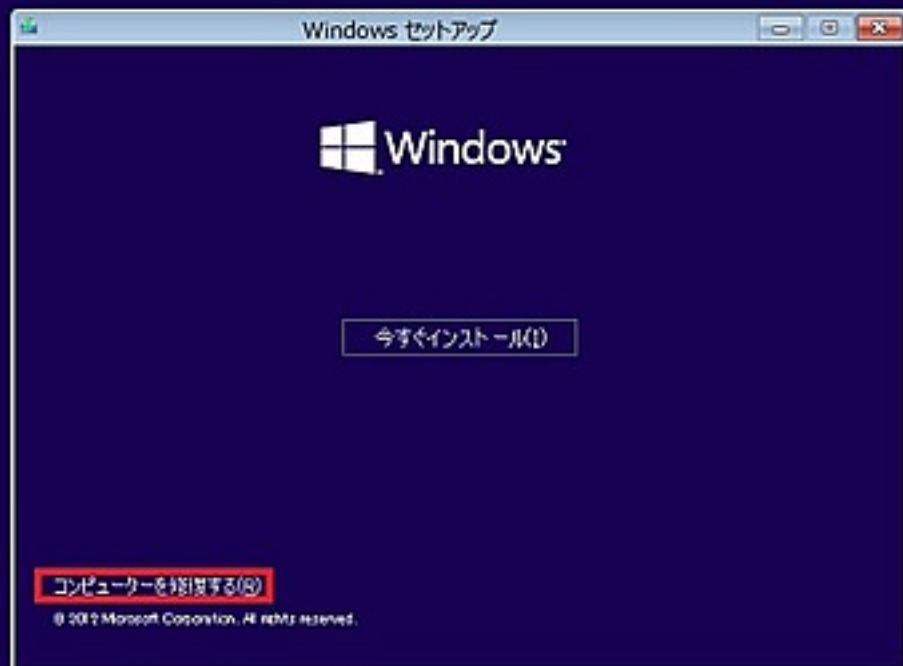 Windows セットアップ
Windows
今すぐインストール(I)
コンピューターを修復する(R)
© 2012 Microsoft Corporation. All rights reserved.